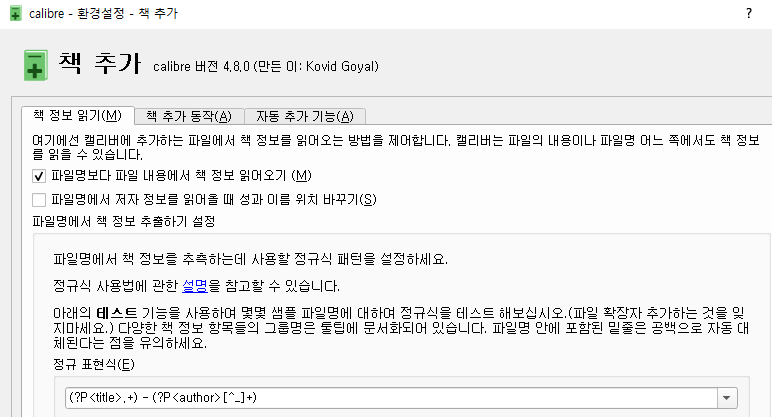 calibre - 환경설정 - 책 추가
?
책 추가 calibre 버전 4.8.0 (만든 이: Kovid Goyal)
책 정보 읽기(M) 책 추가 동작(A) 자동 추가 기능(A)
여기에선 캘리버에 추가하는 파일에서 책 정보를 읽어오는 방법을 제어합니다. 캘리버는 파일의 내용이나 파일명 어느 쪽에서도 책 정보
를 읽을 수 있습니다.
파일명보다 파일 내용에서 책 정보 읽어오기 (M)
파일명에서 저자 정보를 읽어올 때 성과 이름 위치 바꾸기(S)
파일명에서 책 정보 추출하기 설정
파일명에서 책 정보를 추측하는데 사용할 정규식 패턴을 설정하세요.
정규식 사용법에 관한 설명을 참고할 수 있습니다.
아래의 테스트 기능을 사용하여 몇몇 샘플 파일명에 대하여 정규식을 테스트 해보십시오.(파일 확장자 추가하는 것을 잊
지마세요.) 다양한 책 정보 항목들의 그룹명은 툴팁에 문서화되어 있습니다. 파일명 안에 포함된 밑줄은 공백으로 자동 대
체된다는 점을 유의하세요.
정규 표현식(E)
(?P<title>.+) - (?P<author>[^_]+)